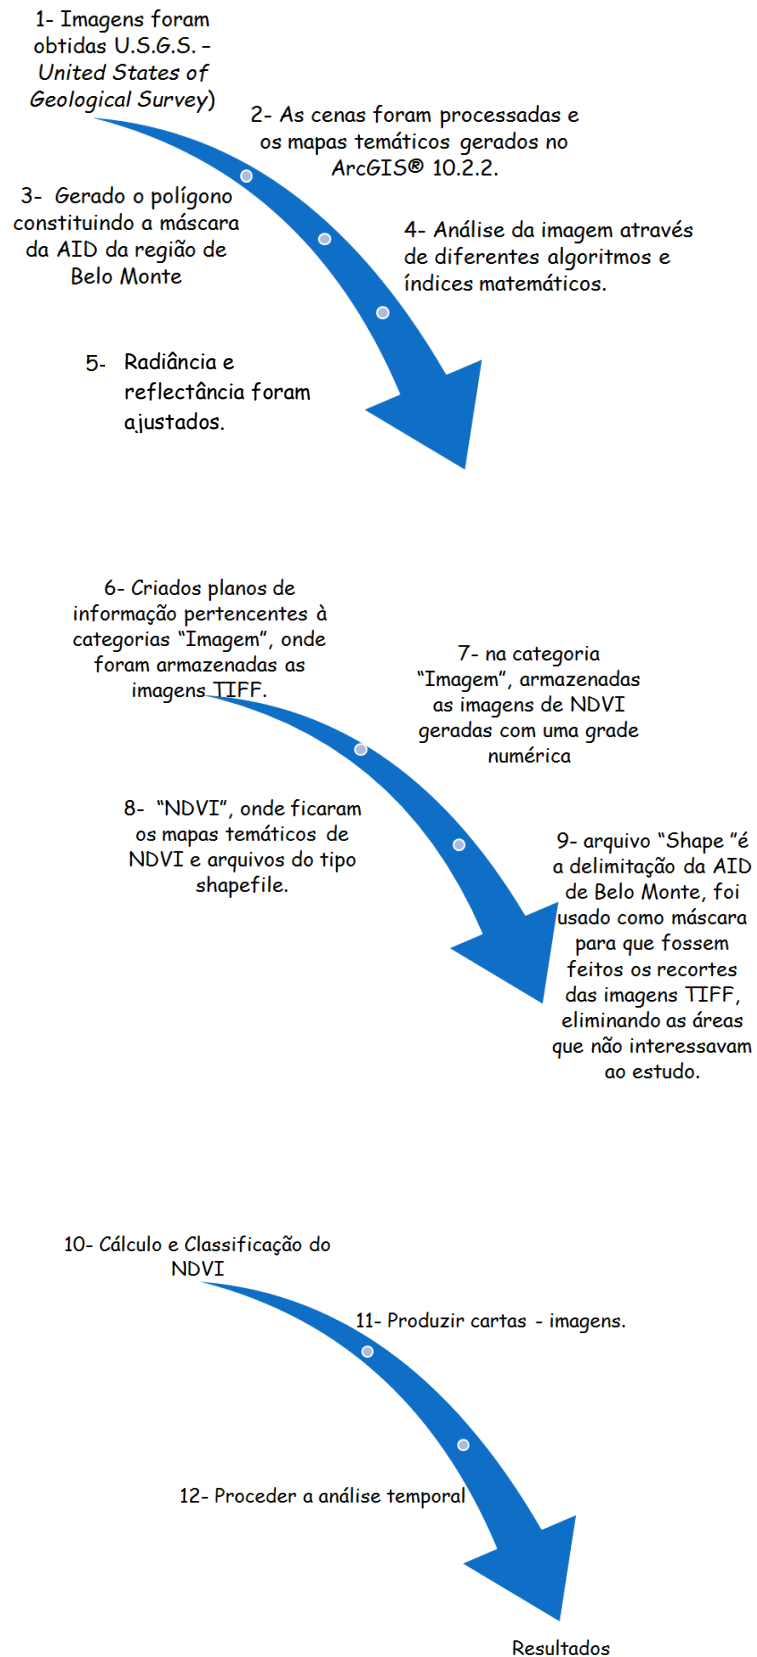 1- Imagens foram
obtidas U.S.G.S. –
United States of
Geological Survey)
2- As cenas foram processadas e
os mapas temáticos gerados no
ArcGIS® 10.2.2.
3- Gerado o polígono
constituindo a máscara
da AID da região de
Belo Monte
4- Análise da imagem através
de diferentes algoritmos e
índices matemáticos.
5- Radiância e
reflectância foram
ajustados.
6- Criados planos de
informação pertencentes à
categorias “Imagem”, onde
foram armazenadas as
imagens TIFF.
7- na categoria
“Imagem”, armazenadas
as imagens de NDVI
geradas com uma grade
numérica
8- “NDVI”, onde ficaram
os mapas temáticos de
NDVI e arquivos do tipo
shapefile.
9- arquivo “Shape ”é
a delimitação da AID
de Belo Monte, foi
usado como máscara
para que fossem
feitos os recortes
das imagens TIFF,
eliminando as áreas
que não interessavam
ao estudo.
10- Cálculo e Classificação do
NDVI
11- Produzir cartas - imagens.
12- Proceder a análise temporal
Resultados